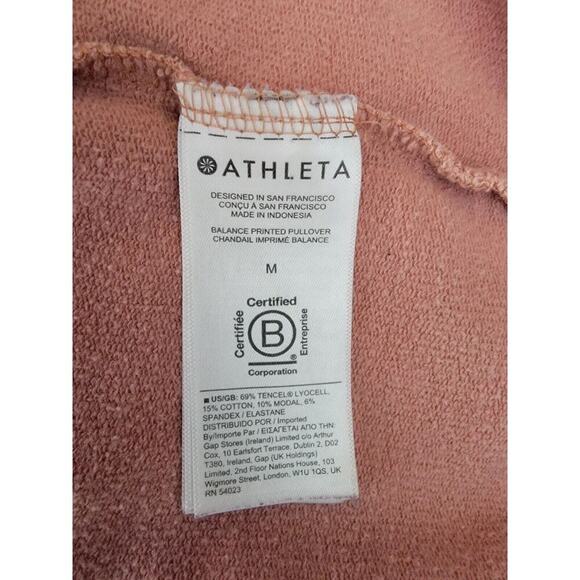 ATHLETA
DESIGNED IN SAN FRANCISCO
CONÇU À SAN FRANCISCO
MADE IN INDONESIA
BALANCE PRINTED PULLOVER
CHANDAIL IMPRIMÉ BALANCE
M
Certified
Certifiée
B
Entreprise
®
Corporation
■ US/GB: 69% TENCEL® LYOCELL,
15% COTTON, 10% MODAL, 6%
SPANDEX / ELASTANE
DISTRIBUIDO POR / Imported
By/Importe Par / ΕΙΣΑΓΕΤΑΙ ΑΠΟ ΤΗΝ:
Gap Stores (Ireland) Limited c/o Arthur
Cox, 10 Earlsfort Terrace, Dublin 2, D02
T380, Ireland, Gap (UK Holdings)
Limited, 2nd Floor Nations House, 103
Wigmore Street, London, W1U 1QS, UK
RN 54023